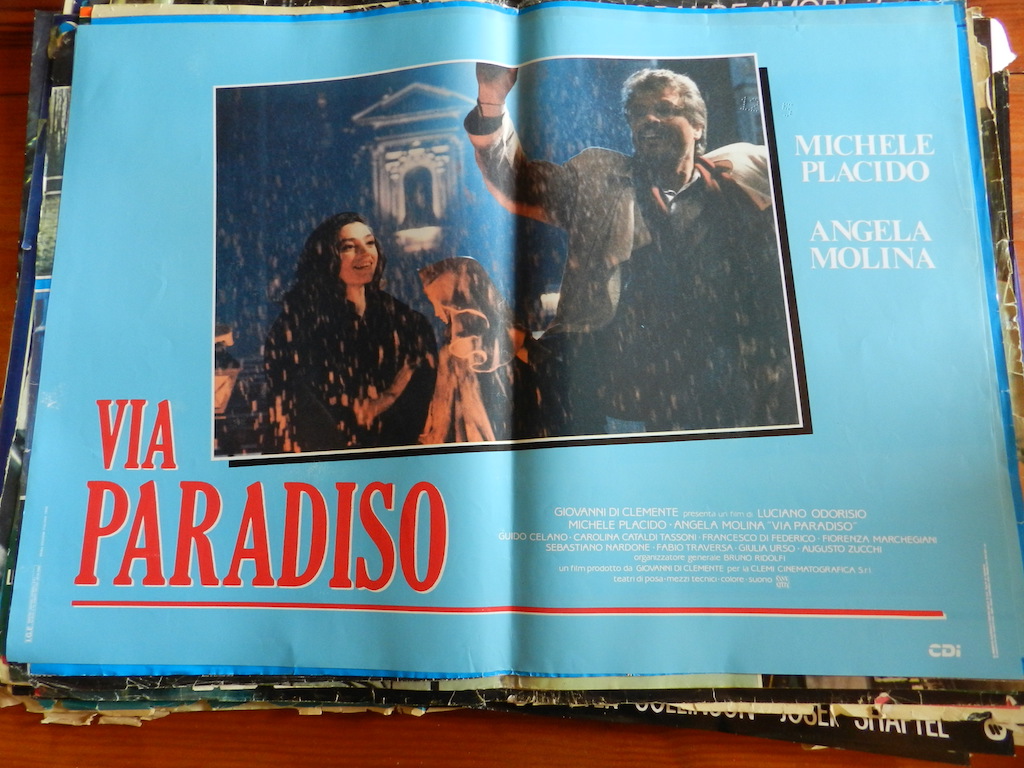 MICHELE
PLACIDO
ANGELA
MOLINA
VIA
PARADISO
GIOVANNI DI CLEMENTE presenta un film di LUCIANO ODORISIO
MICHELE PLACIDO · ANGELA MOLINA "VIA PARADISO"
GUIDO CELANO · CAROLINA CATALDI TASSONI · FRANCESCO DI FEDERICO · FIORENZA MARCHEGIANI
SEBASTIANO NARDONE · FABIO TRAVERSA · GIULIA URSO · AUGUSTO ZUCCHI
organizzatore generale BRUNO RIDOLFI
un film prodotto da GIOVANNI DI CLEMENTE per la CLEMI CINEMATOGRAFICA S.r.l.
teatri di posa-mezzi tecnici-colore-suono
CDi